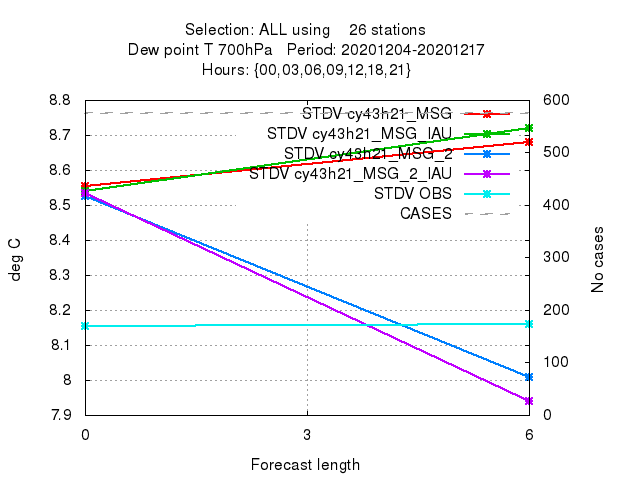 Selection: ALL using 26 stations
Dew point T 700hPa Period: 20201204-20201217
Hours: {00,03,06,09,12,18,21}
8.8
8.7
8.6
8.5
8.4
8.3
8.2
8.1
8
7.9
deg C
STDV cy43h21_MSG
STDV cy43h21_MSG_IAU
STDV cy43h21_MSG_2
STDV cy43h21_MSG_2_IAU
STDV OBS
CASES
600
500
400
300
200
100
0
No cases
0 3 6
Forecast length